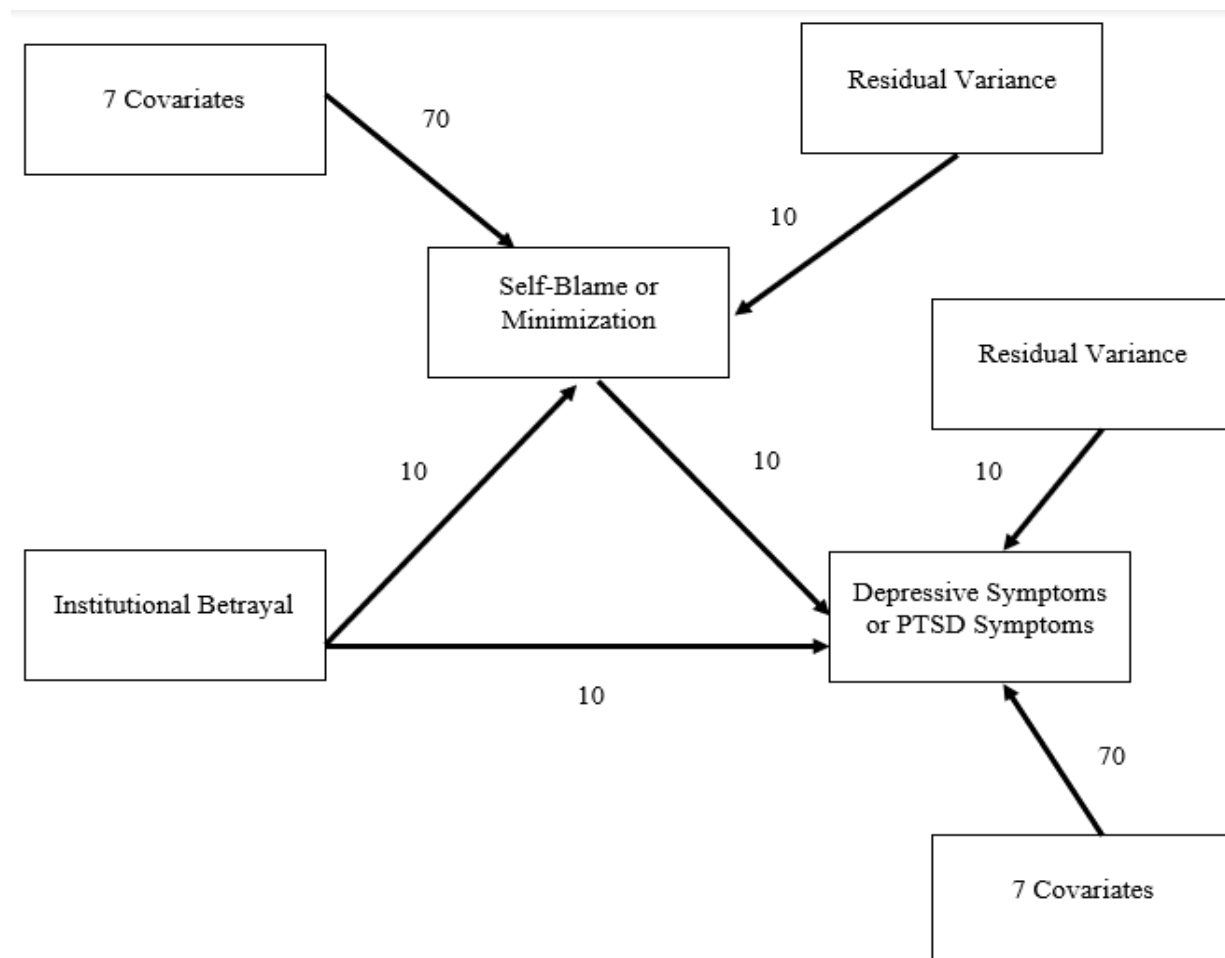 7 Covariates
Residual Variance
70
10
Self-Blame or
Minimization
Residual Variance
10
10
10
Institutional Betrayal
Depressive Symptoms
or PTSD Symptoms
10
70
7 Covariates